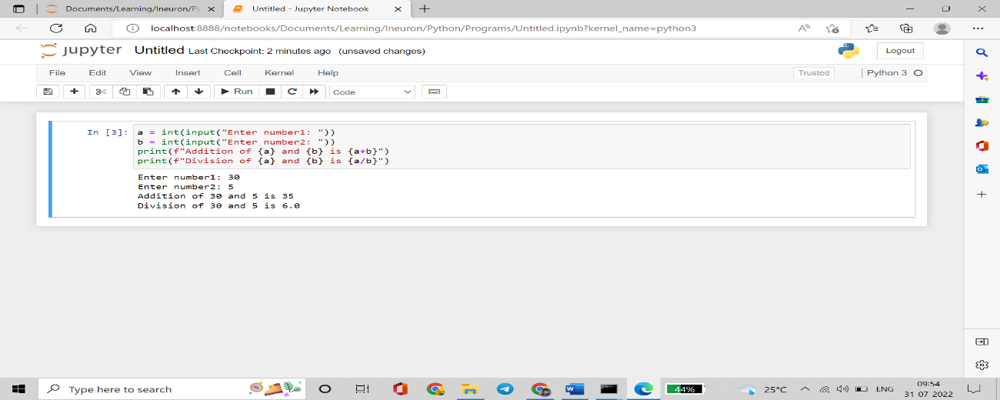 Documents/Learning/Ineuron/Py
Untitled - Jupyter Notebook
localhost:8888/notebooks/Documents/Learning/Ineuron/Python/Programs/Untitled.ipynb?kernel_name=python3
jupyter Untitled Last Checkpoint: 2 minutes ago (unsaved changes)
Logout
File Edit View Insert Cell Kernel Help
Trusted Python 3
Run Code
In [3]: a = int(input("Enter number1: "))
b = int(input("Enter number2: "))
print(f"Addition of {a} and {b} is {a+b}")
print(f"Division of {a} and {b} is {a/b}")
Enter number1: 30
Enter number2: 5
Addition of 30 and 5 is 35
Division of 30 and 5 is 6.0
Type here to search
44%
25°C
ENG
09:54
31-07-2022